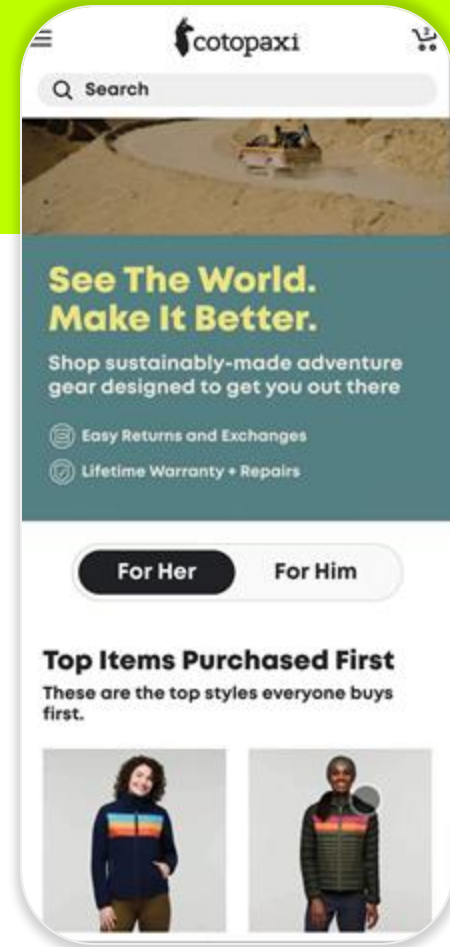 cotopaxi
Search
See The World.
Make It Better.
Shop sustainably-made adventure
gear designed to get you out there
Easy Returns and Exchanges
Lifetime Warranty + Repairs
For Her
For Him
Top Items Purchased First
These are the top styles everyone buys
first.